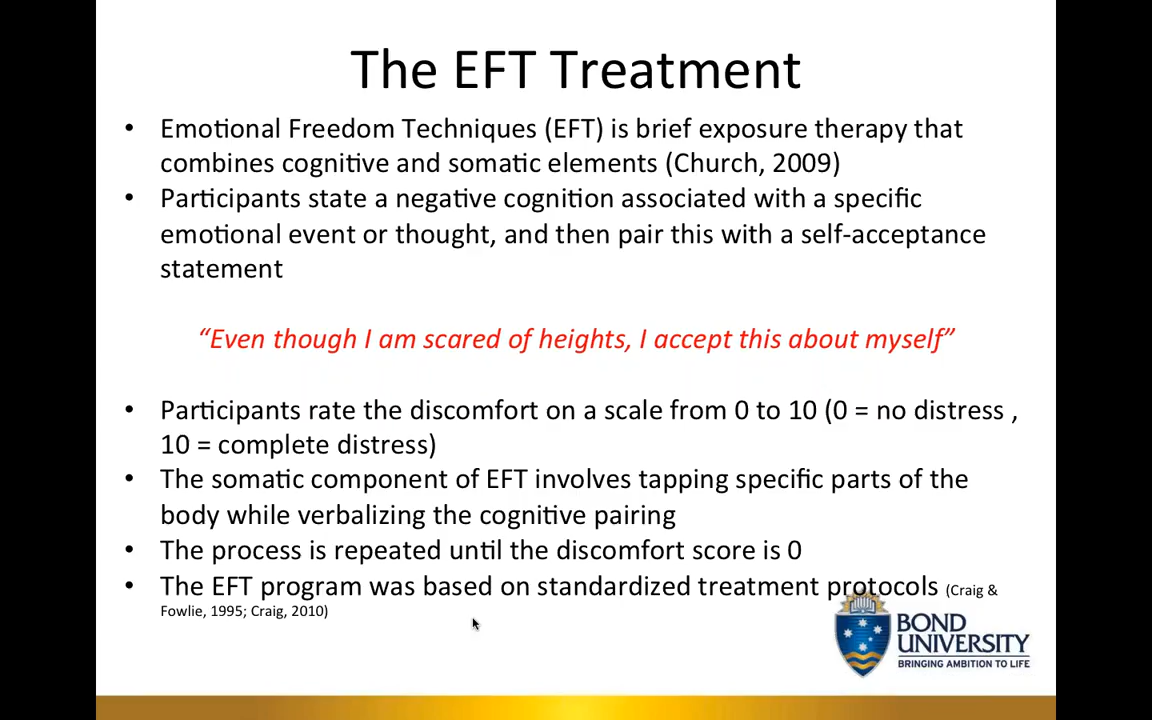 The EFT Treatment
• Emotional Freedom Techniques (EFT) is brief exposure therapy that
combines cognitive and somatic elements (Church, 2009)
• Participants state a negative cognition associated with a specific
emotional event or thought, and then pair this with a self-acceptance
statement
“Even though I am scared of heights, I accept this about myself”
• Participants rate the discomfort on a scale from 0 to 10 (0 = no distress ,
10 = complete distress)
• The somatic component of EFT involves tapping specific parts of the
body while verbalizing the cognitive pairing
• The process is repeated until the discomfort score is 0
• The EFT program was based on standardized treatment protocols (Craig &
Fowlie, 1995; Craig, 2010)
BOND
UNIVERSITY
BRINGING AMBITION TO LIFE